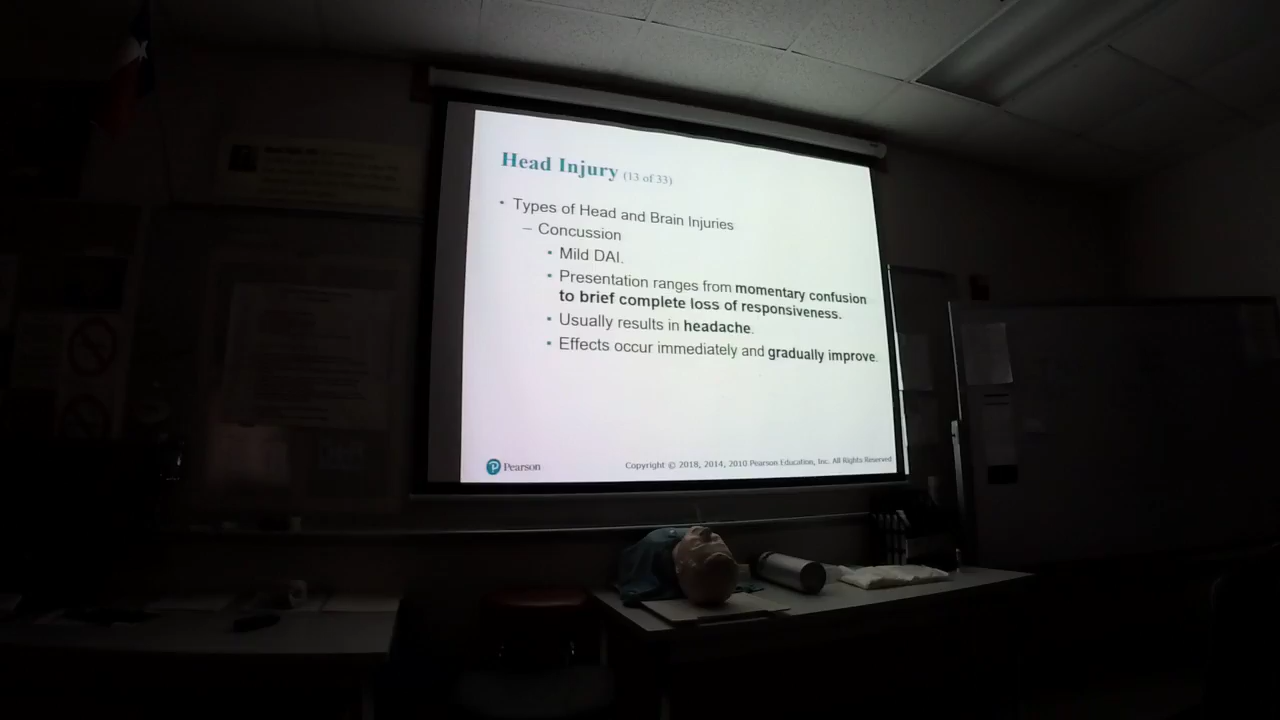 Head Injury (13 of 33)
• Types of Head and Brain Injuries
– Concussion
▪ Mild DAI.
▪ Presentation ranges from momentary confusion
to brief complete loss of responsiveness.
▪ Usually results in headache.
▪ Effects occur immediately and gradually improve.
Pearson
Copyright © 2018, 2014, 2010 Pearson Education, Inc. All Rights Reserved